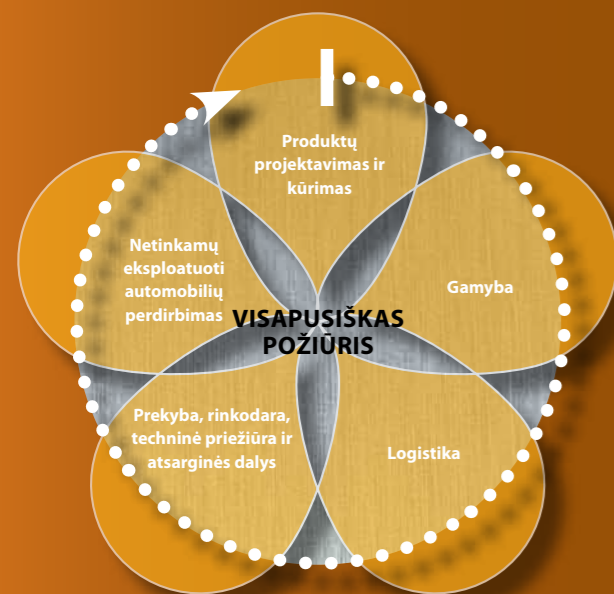 Produktų
projektavimas ir
kūrimas
Gamyba
Logistika
Prekyba, rinkodara,
techninė priežiūra ir
atsarginės dalys
Netinkamų
eksploatuoti
automobilių
perdirbimas
VISAPUSIŠKAS
POŽIŪRIS